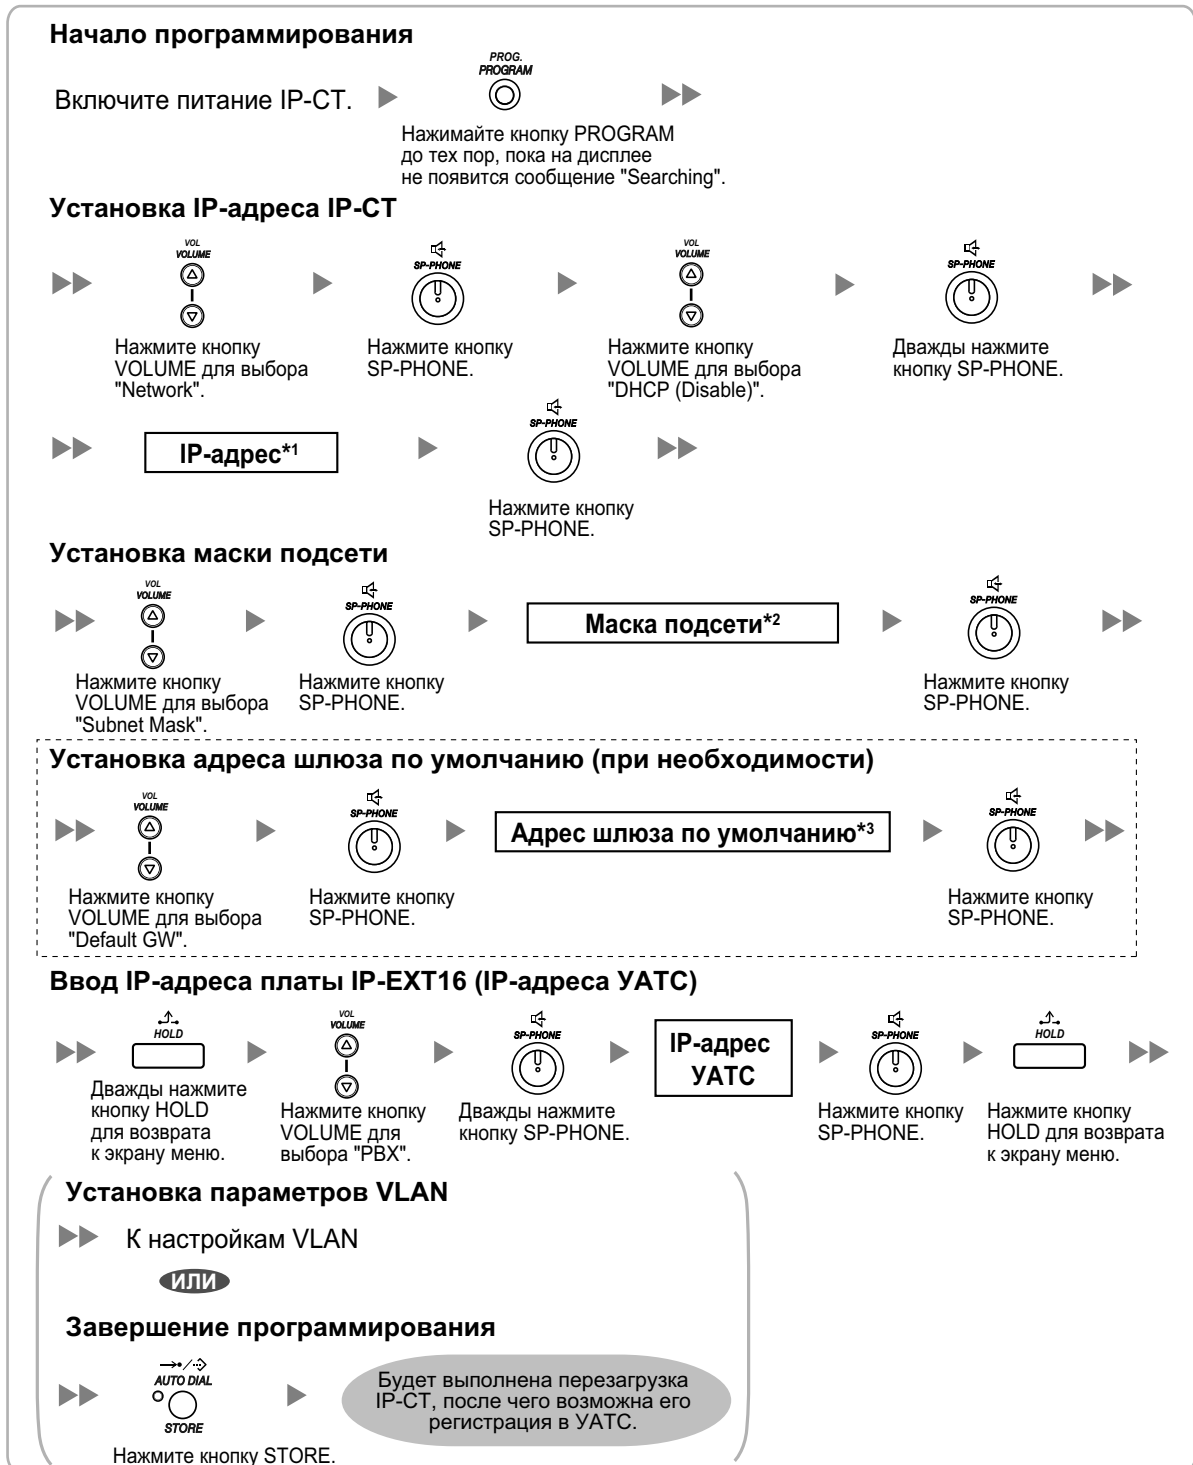 Начало программирования
PROG.
PROGRAM
Включите питание IP-СТ.
Нажимайте кнопку PROGRAM
до тех пор, пока на дисплее
не появится сообщение "Searching".
Установка IP-адреса IP-СТ
VOL
VOLUME
SP-PHONE
VOL
VOLUME
SP-PHONE
Нажмите кнопку
VOLUME для выбора
"Network".
Нажмите кнопку
SP-PHONE.
Нажмите кнопку
VOLUME для выбора
"DHCP (Disable)".
Дважды нажмите
кнопку SP-PHONE.
IP-адрес*1
SP-PHONE
Нажмите кнопку
SP-PHONE.
Установка маски подсети
VOL
VOLUME
SP-PHONE
Маска подсети*2
SP-PHONE
Нажмите кнопку
VOLUME для выбора
"Subnet Mask".
Нажмите кнопку
SP-PHONE.
Нажмите кнопку
SP-PHONE.
Установка адреса шлюза по умолчанию (при необходимости)
VOL
VOLUME
SP-PHONE
Адрес шлюза по умолчанию*3
SP-PHONE
Нажмите кнопку
VOLUME для выбора
"Default GW".
Нажмите кнопку
SP-PHONE.
Нажмите кнопку
SP-PHONE.
Ввод IP-адреса платы IP-EXT16 (IP-адреса УАТС)
HOLD
VOL
VOLUME
SP-PHONE
IP-адрес
УАТС
SP-PHONE
HOLD
Дважды нажмите
кнопку HOLD
для возврата
к экрану меню.
Нажмите кнопку
VOLUME для
выбора "PBX".
Дважды нажмите
кнопку SP-PHONE.
Нажмите кнопку
SP-PHONE.
Нажмите кнопку
HOLD для возврата
к экрану меню.
Установка параметров VLAN
К настройкам VLAN
ИЛИ
Завершение программирования
AUTO DIAL
STORE
Нажмите кнопку STORE.
Будет выполнена перезагрузка
IP-СТ, после чего возможна его
регистрация в УАТС.